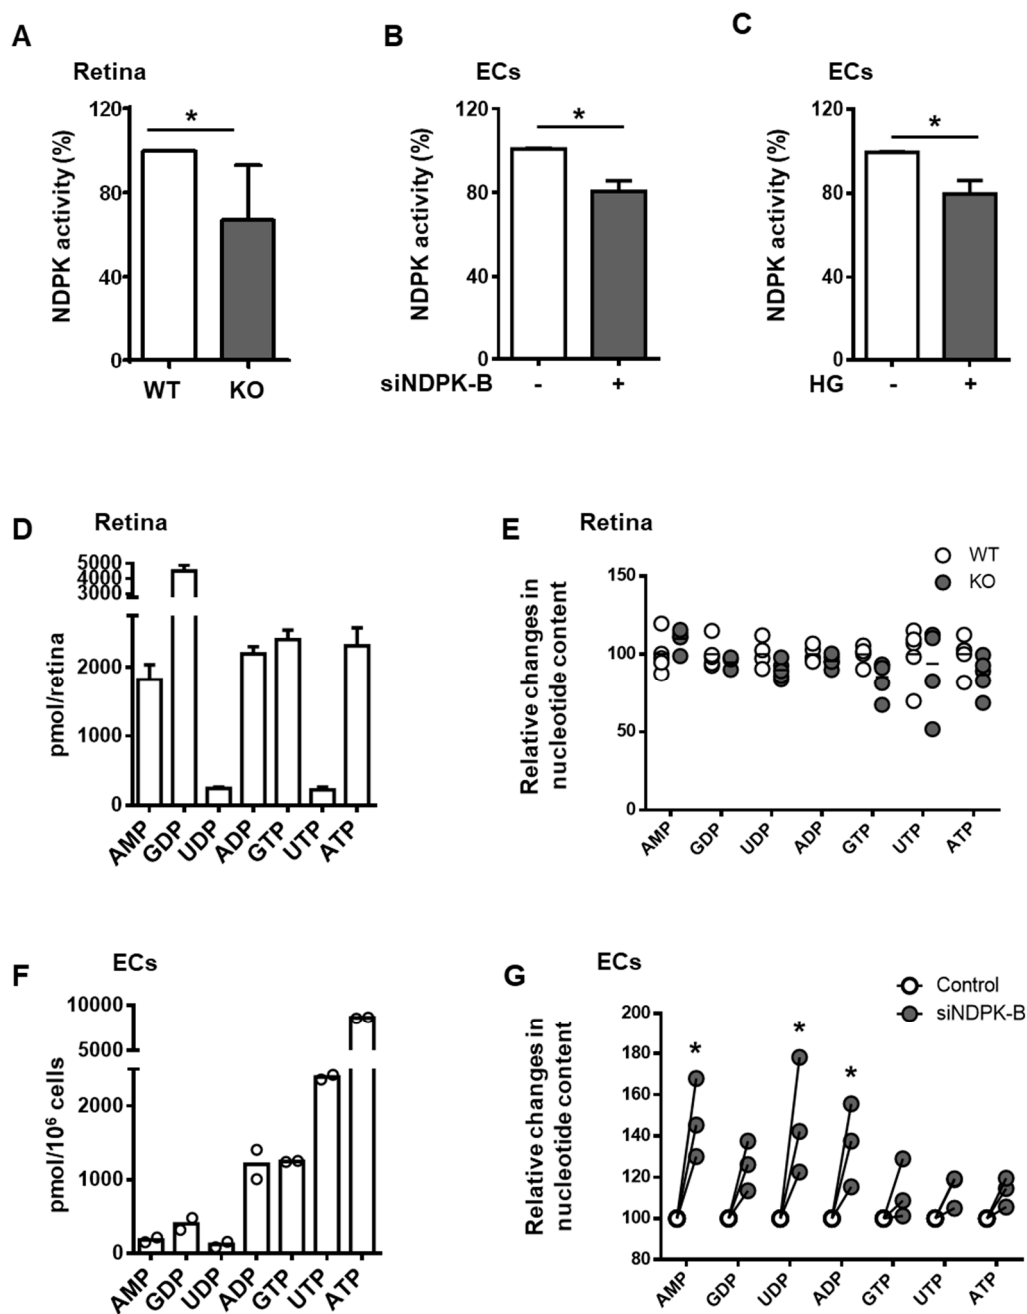 A
Retina
120
80
40
0
NDPK activity (%)
*
WT
KO
B
ECs
120
80
40
0
NDPK activity (%)
*
siNDPK-B
-
+
C
ECs
120
80
40
0
NDPK activity (%)
*
HG
-
+
D
Retina
5000
4000
3000
2000
1000
0
pmol/retina
AMP
GDP
UDP
ADP
GTP
UTP
ATP
E
Retina
WT
KO
150
100
50
0
Relative changes in
nucleotide content
AMP
GDP
UDP
ADP
GTP
UTP
ATP
F
ECs
10000
5000
2000
1000
0
pmol/10⁶ cells
AMP
GDP
UDP
ADP
GTP
UTP
ATP
G
ECs
Control
siNDPK-B
200
180
160
140
120
100
80
Relative changes in
nucleotide content
*
*
*
AMP
GDP
UDP
ADP
GTP
UTP
ATP